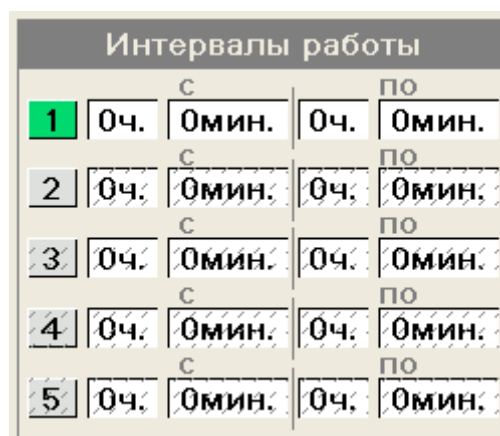 Интервалы работы
с по
1 0ч. 0мин. 0ч. 0мин.
с по
2 0ч. 0мин. 0ч. 0мин.
с по
3 0ч. 0мин. 0ч. 0мин.
с по
4 0ч. 0мин. 0ч. 0мин.
с по
5 0ч. 0мин. 0ч. 0мин.